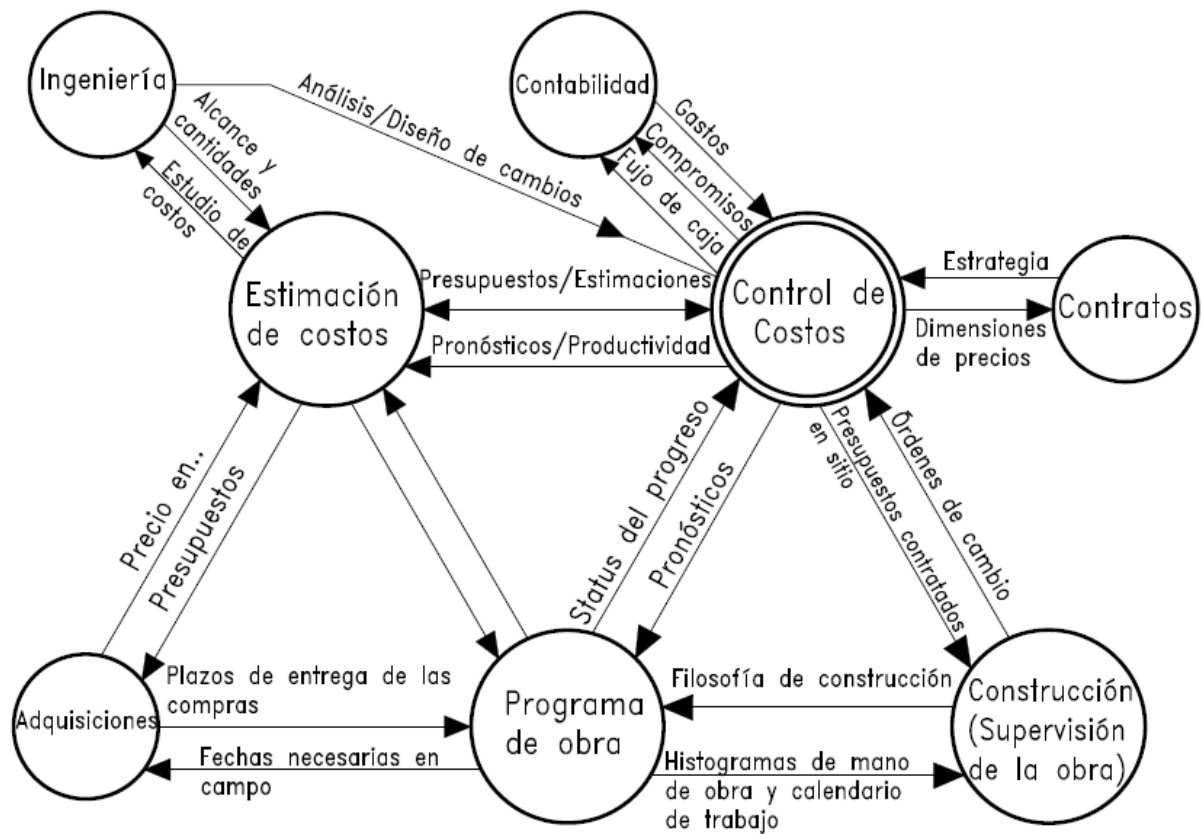 Ingeniería
Alcance y
cantidades
Estudio de
costos
Análisis/Diseño de cambios
Contabilidad
Gastos
Compromisos
Fujo de caja
Estimación
de costos
Presupuestos/Estimaciones
Pronósticos/Productividad
Control de
Costos
Estrategia
Dimensiones
de precios
Contratos
Precio en..
Presupuestos
Status del progreso
Pronósticos
Presupuestos contratados
en sitio
Órdenes de cambio
Adquisiciones
Plazos de entrega de las
compras
Fechas necesarias en
campo
Programa
de obra
Filosofía de construcción
Histogramas de mano
de obra y calendario
de trabajo
Construcción
(Supervisión
de la obra)